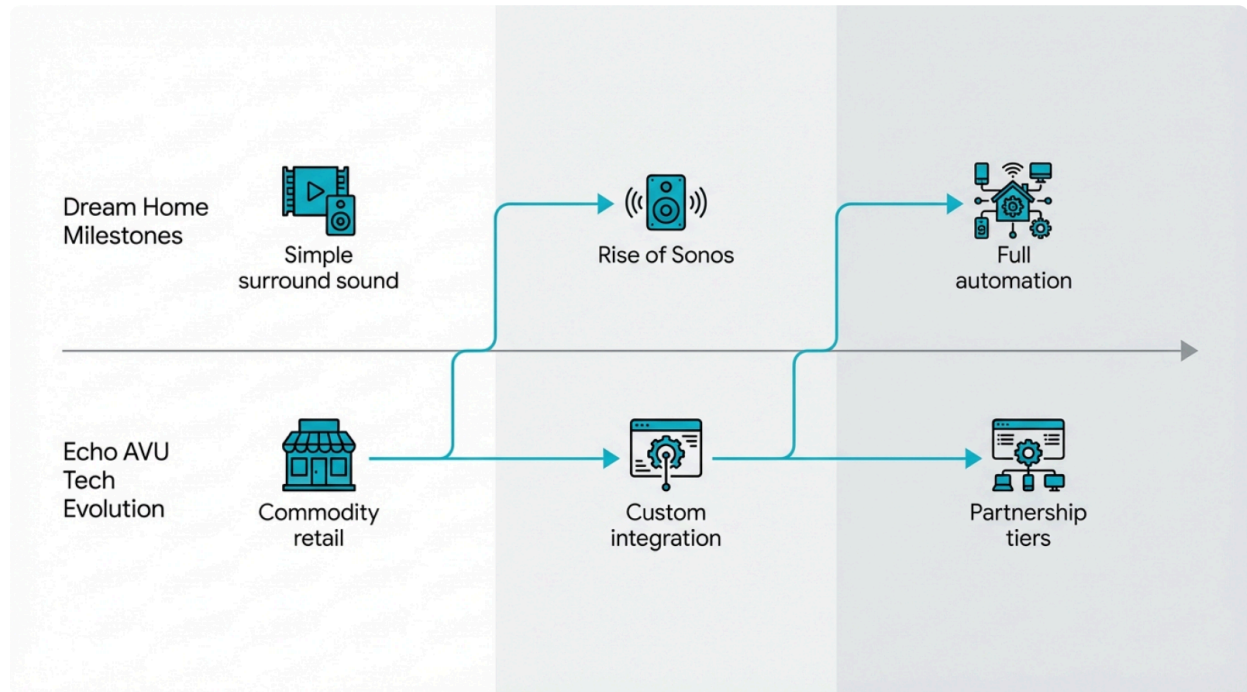 Dream Home
Milestones
Simple
surround sound
Rise of Sonos
Full
automation
Echo AVU
Tech
Evolution
Commodity
retail
Custom
integration
Partnership
tiers